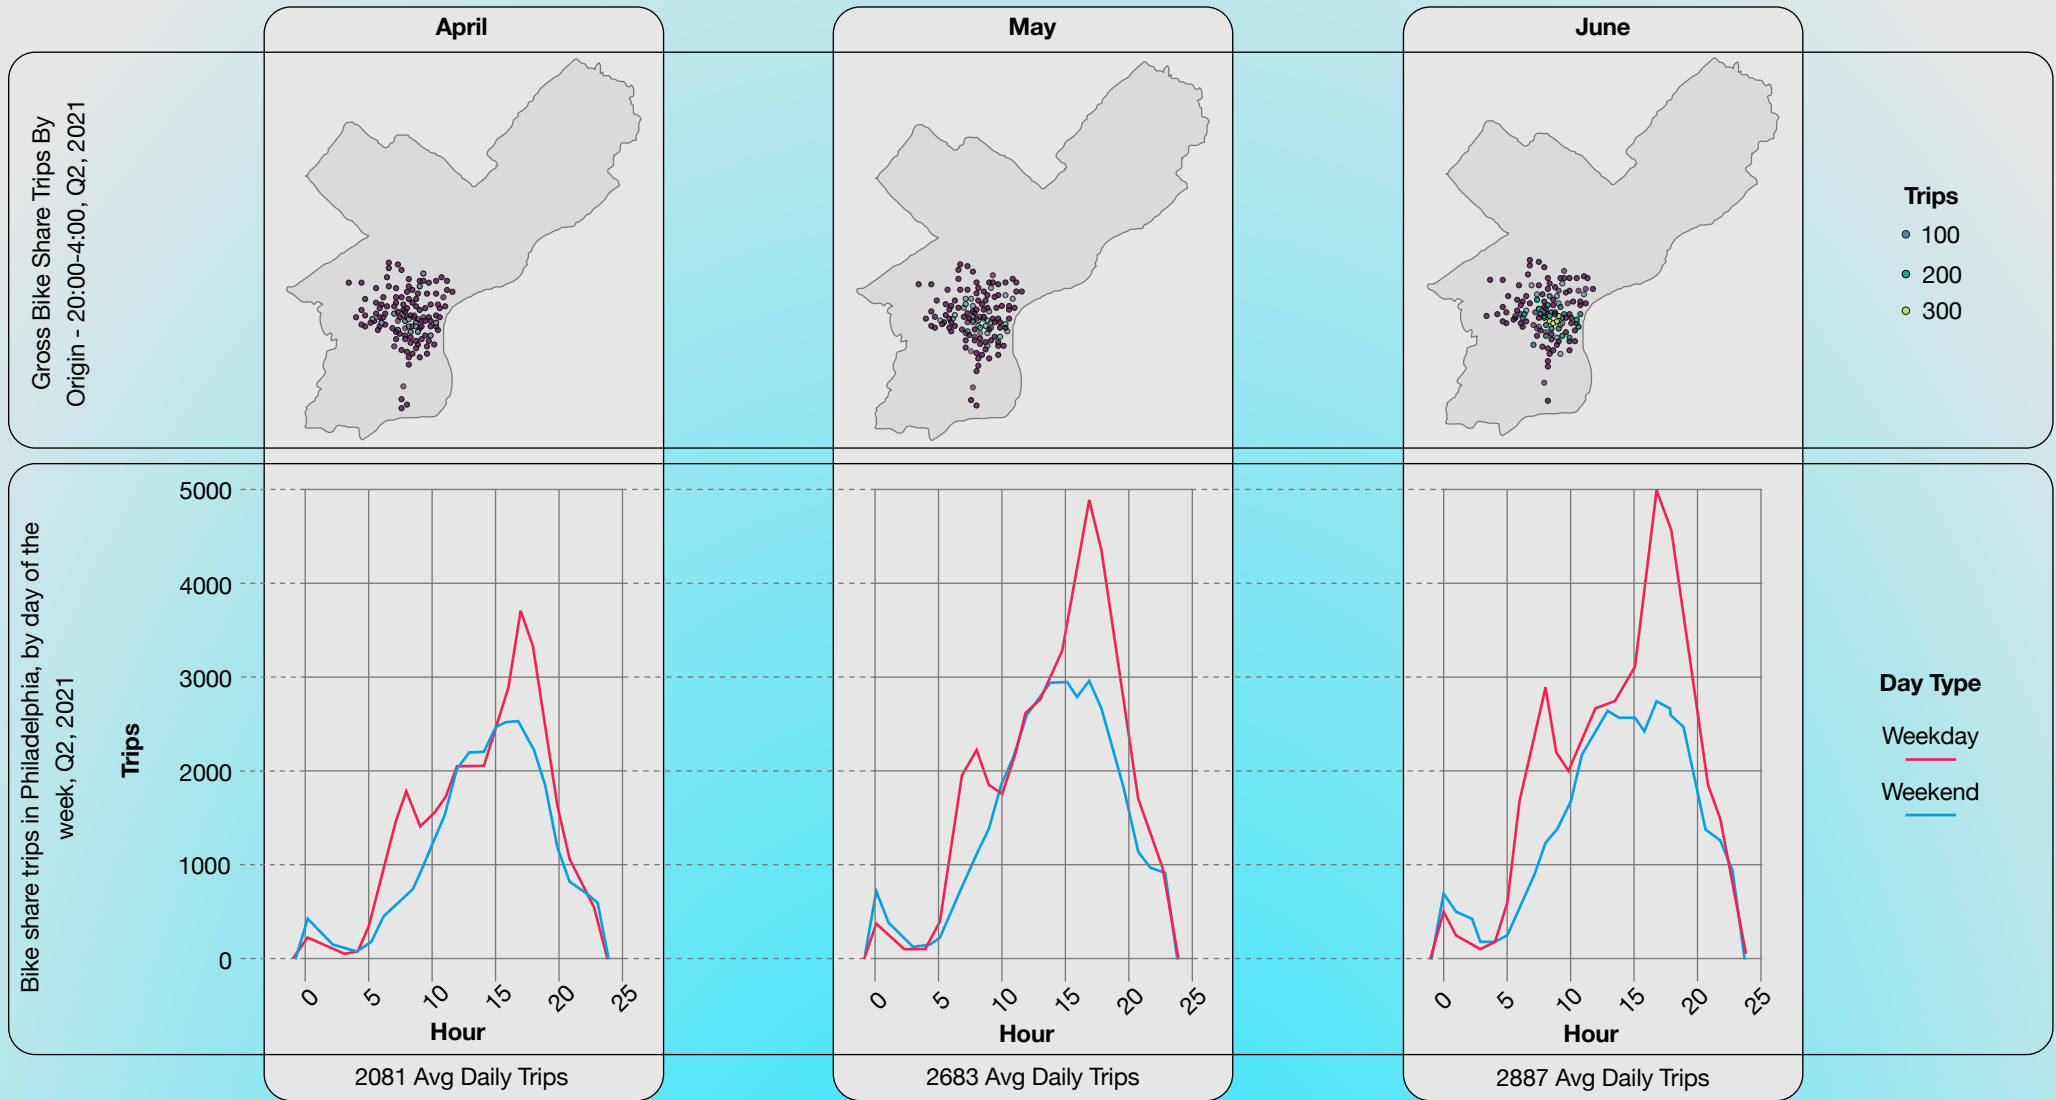 April
May
June
Gross Bike Share Trips By
Origin - 20:00-4:00, Q2, 2021
Trips
100
200
300
Bike share trips in Philadelphia, by day of the
week, Q2, 2021
Trips
5000
4000
3000
2000
1000
0
0 5 10 15 20 25
Hour
0 5 10 15 20 25
Hour
0 5 10 15 20 25
Hour
Day Type
Weekday
Weekend
2081 Avg Daily Trips
2683 Avg Daily Trips
2887 Avg Daily Trips